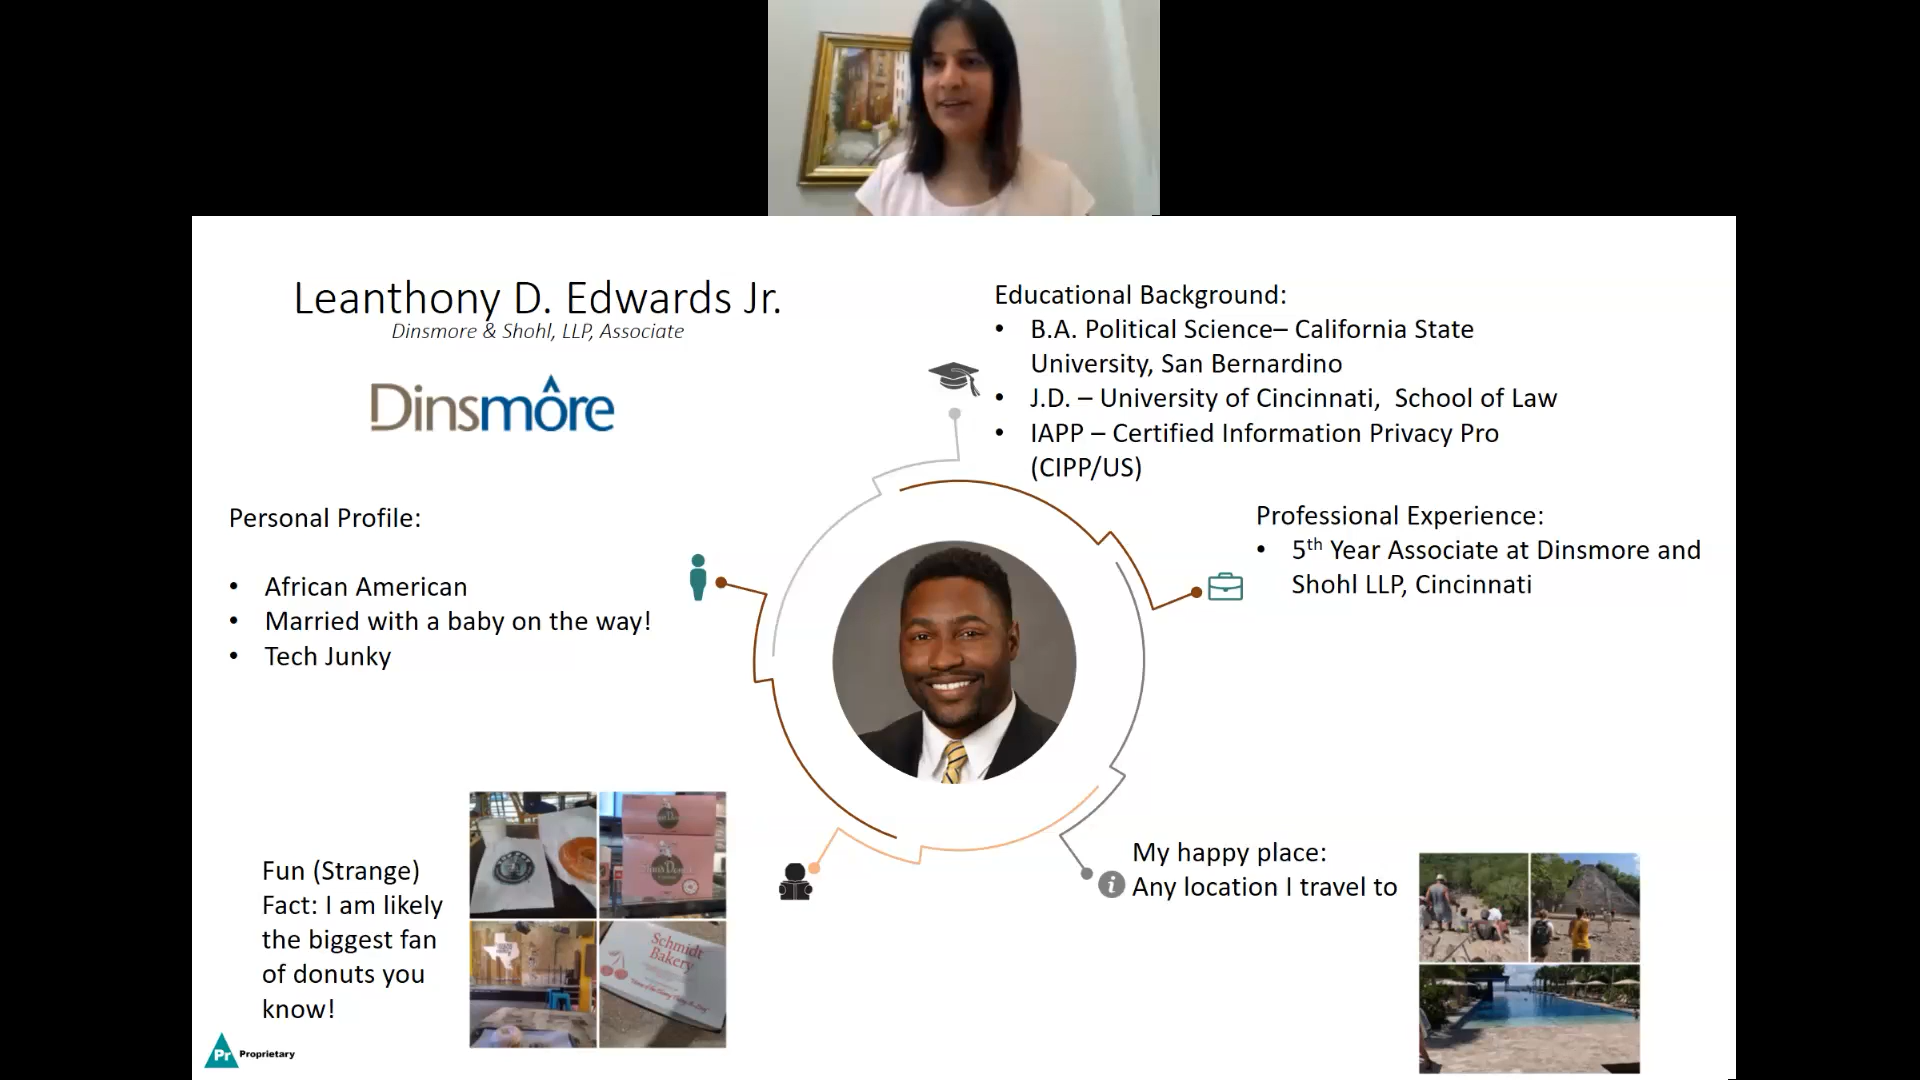 Leanthony D. Edwards Jr.
Dinsmore & Shohl, LLP, Associate
Dinsmôre
Educational Background:
• B.A. Political Science– California State
University, San Bernardino
• J.D. – University of Cincinnati, School of Law
• IAPP – Certified Information Privacy Pro
(CIPP/US)
Personal Profile:
• African American
• Married with a baby on the way!
• Tech Junky
Professional Experience:
• 5th Year Associate at Dinsmore and
Shohl LLP, Cincinnati
Fun (Strange)
Fact: I am likely
the biggest fan
of donuts you
know!
Schmidt
Bakery
i
My happy place:
Any location I travel to
Pr Proprietary